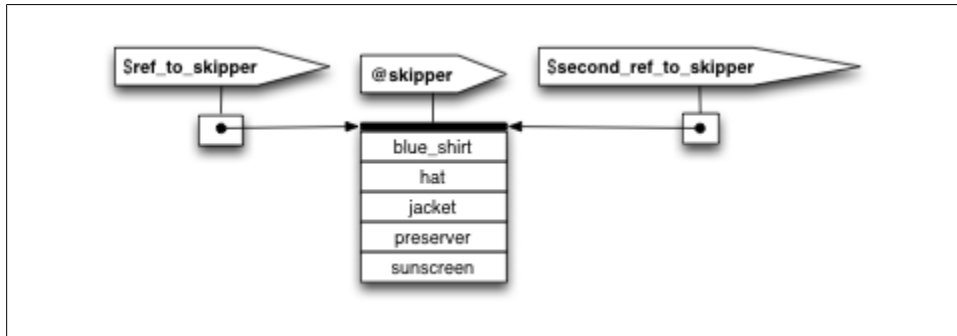 $ref_to_skipper
@skipper
$second_ref_to_skipper
blue_shirt
hat
jacket
preserver
sunscreen